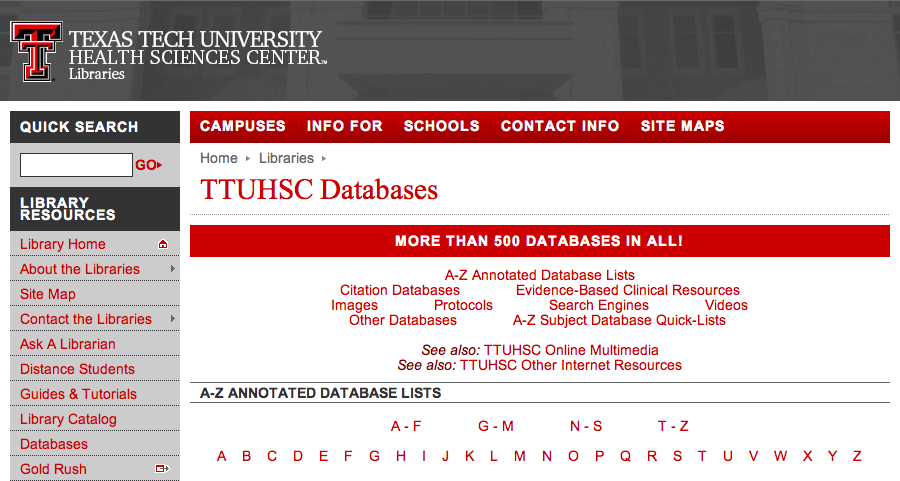 TEXAS TECH UNIVERSITY
HEALTH SCIENCES CENTER™
Libraries
QUICK SEARCH
GO
LIBRARY
RESOURCES
Library Home
About the Libraries
Site Map
Contact the Libraries
Ask A Librarian
Distance Students
Guides & Tutorials
Library Catalog
Databases
Gold Rush
CAMPUSES INFO FOR SCHOOLS CONTACT INFO SITE MAPS
Home Libraries
TTUHSC Databases
MORE THAN 500 DATABASES IN ALL!
A-Z Annotated Database Lists
Citation Databases Evidence-Based Clinical Resources
Images Protocols Search Engines Videos
Other Databases A-Z Subject Database Quick-Lists
See also: TTUHSC Online Multimedia
See also: TTUHSC Other Internet Resources
A-Z ANNOTATED DATABASE LISTS
A - F G - M N - S T - Z
A B C D E F G H I J K L M N O P Q R S T U V W X Y Z